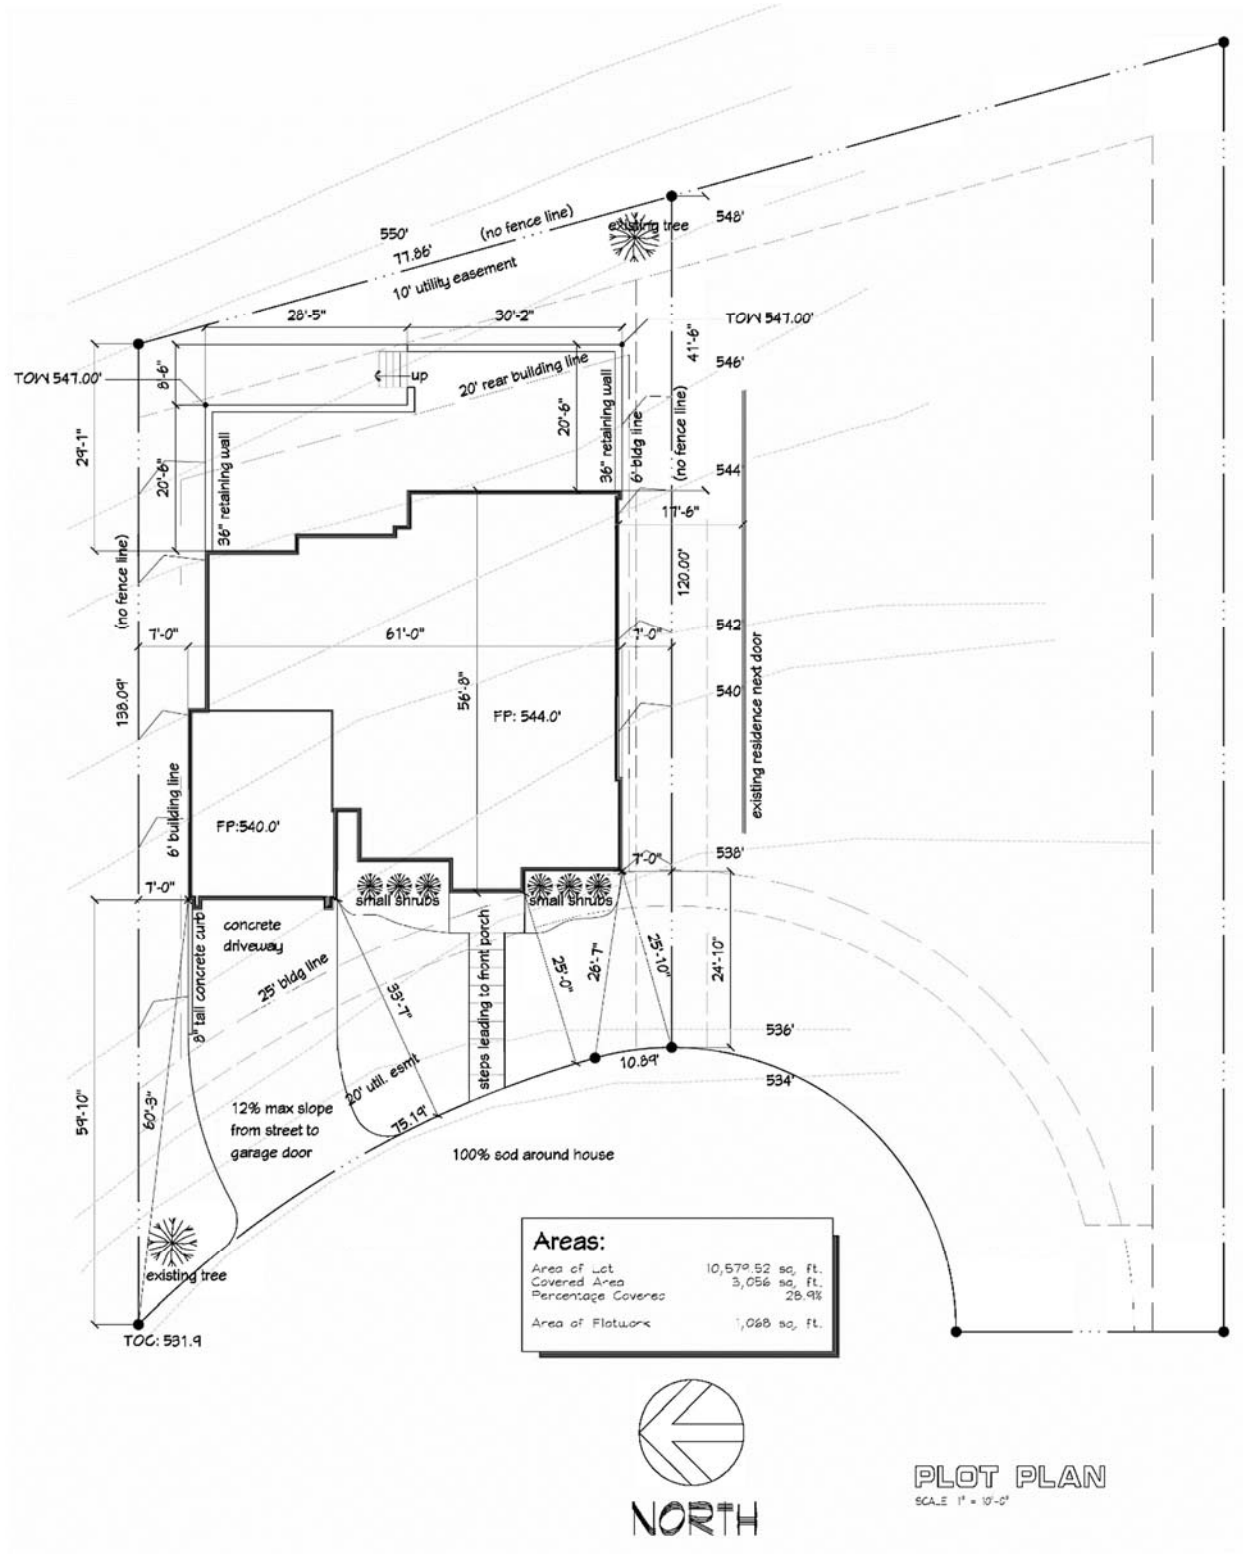 550'
(no fence line)
77.86'
10' utility easement
existing tree
548'
28'-5"
30'-2"
TOW 547.00'
TOW 547.00'
8'-6"
up
20' rear building line
41'-6"
546'
29'-1"
20'-6"
36" retaining wall
20'-6"
36" retaining wall
6' bldg line
(no fence line)
544'
17'-6"
(no fence line)
120.00'
7'-0"
61'-0"
7'-0"
542'
138.09'
56'-8"
FP: 544.0'
540'
existing residence next door
6' building line
FP:540.0'
538'
7'-0"
7'-0"
small shrubs
small shrubs
8" tall concrete curb
concrete
driveway
25' bldg line
33'-7"
steps leading to front porch
25'-0"
26'-7"
25'-10"
24'-10"
536'
10.89'
534'
20' util. esmt
75.19'
59'-10"
60'-3"
12% max slope
from street to
garage door
100% sod around house
existing tree
TOC: 531.9
Areas:
Area of Lot 10,579.52 sq. ft.
Covered Area 3,056 sq. ft.
Percentage Covered 28.9%
Area of Flatwork 1,068 sq. ft.
NORTH
PLOT PLAN
SCALE 1" = 10'-0"